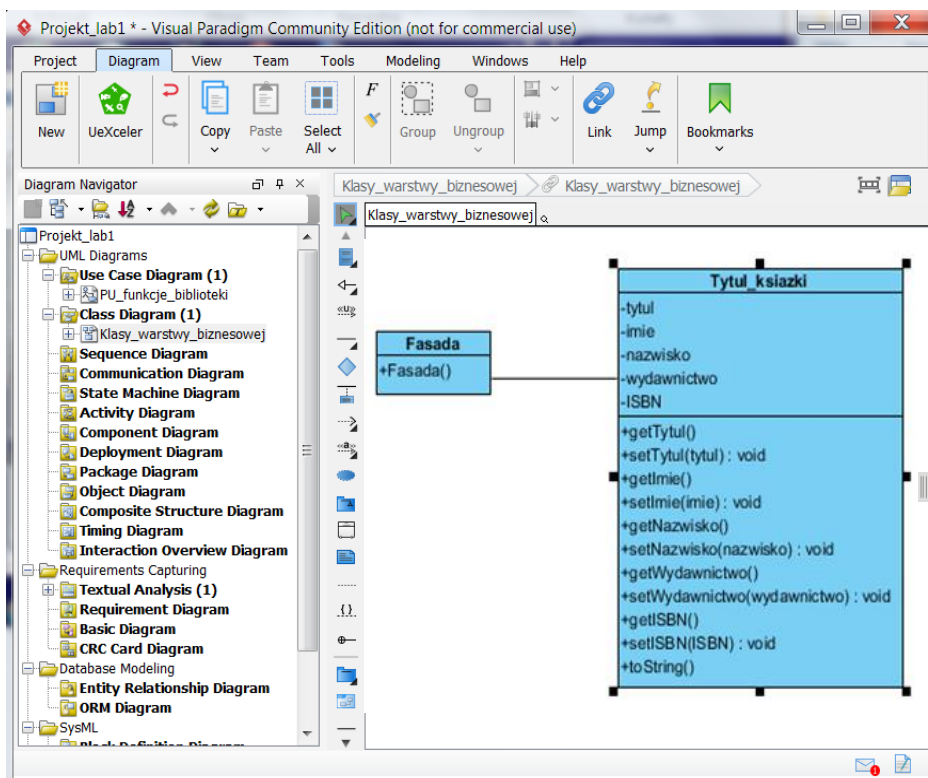 Projekt_lab1 * - Visual Paradigm Community Edition (not for commercial use)
Project Diagram View Team Tools Modeling Windows Help
New UeXceler Copy Paste Select All F Group Ungroup Link Jump Bookmarks
Diagram Navigator
Klasy_warstwy_biznesowej Klasy_warstwy_biznesowej
Klasy_warstwy_biznesowej
Projekt_lab1
UML Diagrams
Use Case Diagram (1)
PU_funkcje_biblioteki
Class Diagram (1)
Klasy_warstwy_biznesowej
Sequence Diagram
Communication Diagram
State Machine Diagram
Activity Diagram
Component Diagram
Deployment Diagram
Package Diagram
Object Diagram
Composite Structure Diagram
Timing Diagram
Interaction Overview Diagram
Requirements Capturing
Textual Analysis (1)
Requirement Diagram
Basic Diagram
CRC Card Diagram
Database Modeling
Entity Relationship Diagram
ORM Diagram
SysML
Block Definition Diagram
«U»
«a»
{}
Fasada
+Fasada()
Tytul_ksiazki
-tytul
-imie
-nazwisko
-wydawnictwo
-ISBN
+getTytul()
+setTytul(tytul) : void
+getImie()
+setImie(imie) : void
+getNazwisko()
+setNazwisko(nazwisko) : void
+getWydawnictwo()
+setWydawnictwo(wydawnictwo) : void
+getISBN()
+setISBN(ISBN) : void
+toString()
1